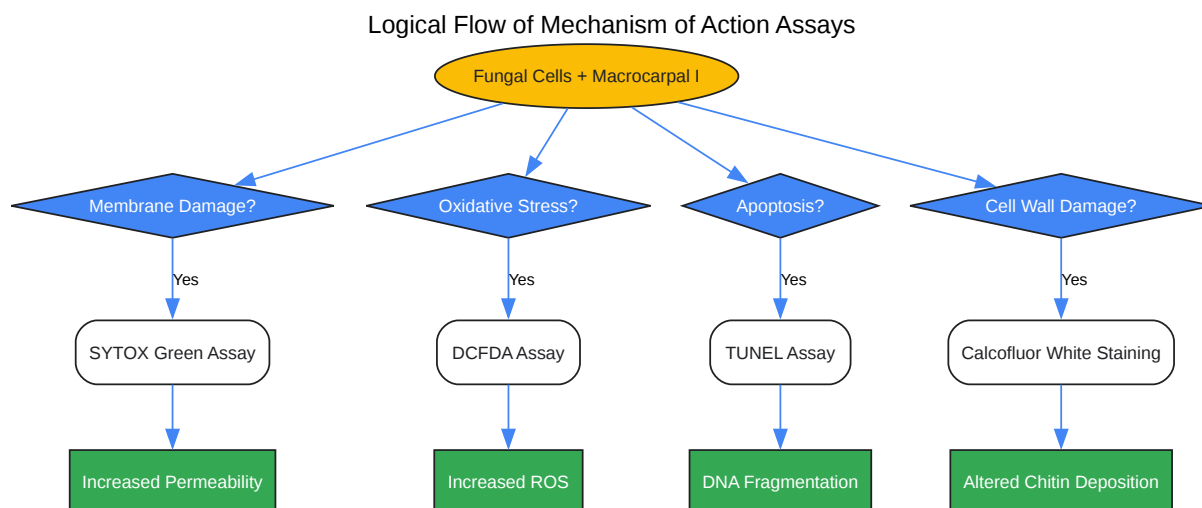 Logical Flow of Mechanism of Action Assays
Fungal Cells + Macrocarpal I
Membrane Damage?
Oxidative Stress?
Apoptosis?
Cell Wall Damage?
Yes
Yes
Yes
Yes
SYTOX Green Assay
DCFDA Assay
TUNEL Assay
Calcofluor White Staining
Increased Permeability
Increased ROS
DNA Fragmentation
Altered Chitin Deposition